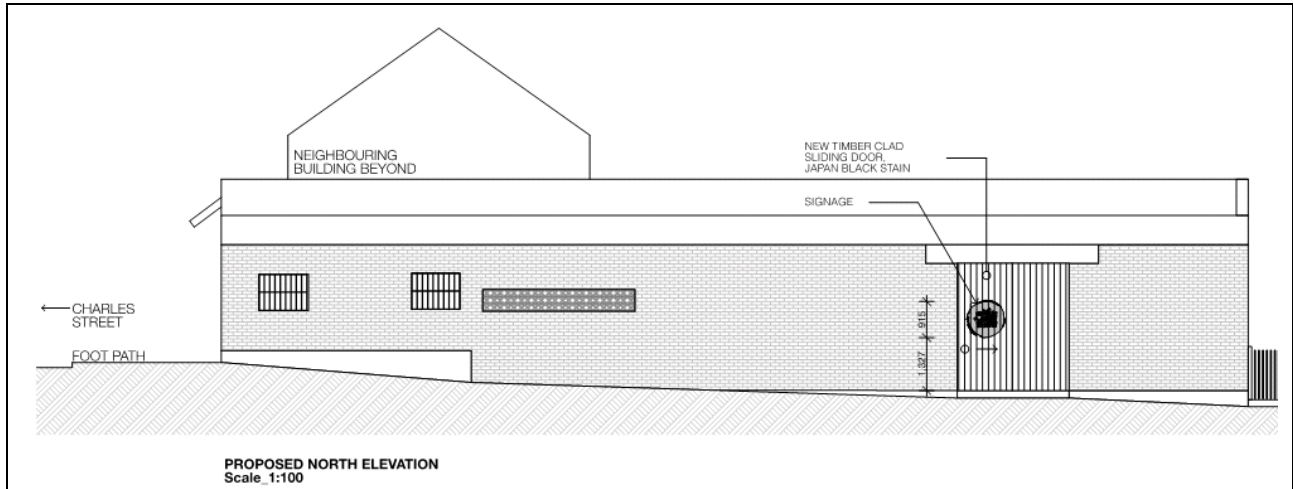 NEIGHBOURING
BUILDING BEYOND
NEW TIMBER CLAD
SLIDING DOOR,
JAPAN BLACK STAIN
SIGNAGE
CHARLES
STREET
FOOT PATH
915
1,327
PROPOSED NORTH ELEVATION
Scale_1:100